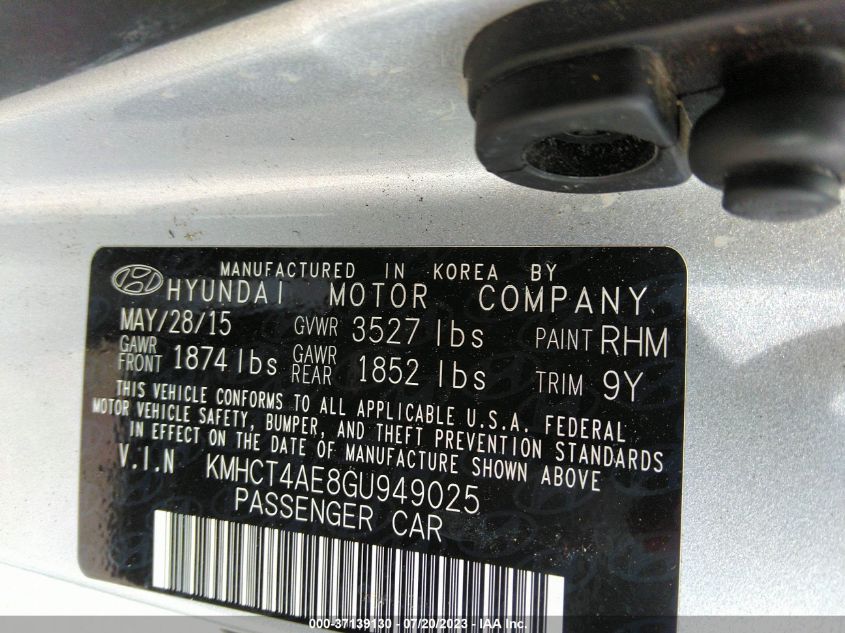 MANUFACTURED IN KOREA BY
HYUNDAI MOTOR COMPANY
MAY/28/15 GVWR 3527 lbs PAINT RHM
GAWR FRONT 1874 lbs GAWR REAR 1852 lbs TRIM 9Y
THIS VEHICLE CONFORMS TO ALL APPLICABLE U.S.A. FEDERAL
MOTOR VEHICLE SAFETY, BUMPER, AND THEFT PREVENTION STANDARDS
IN EFFECT ON THE DATE OF MANUFACTURE SHOWN ABOVE
V.I.N KMHCT4AE8GU949025
PASSENGER CAR
000-37139130 - 07/20/2023 - IAA Inc.